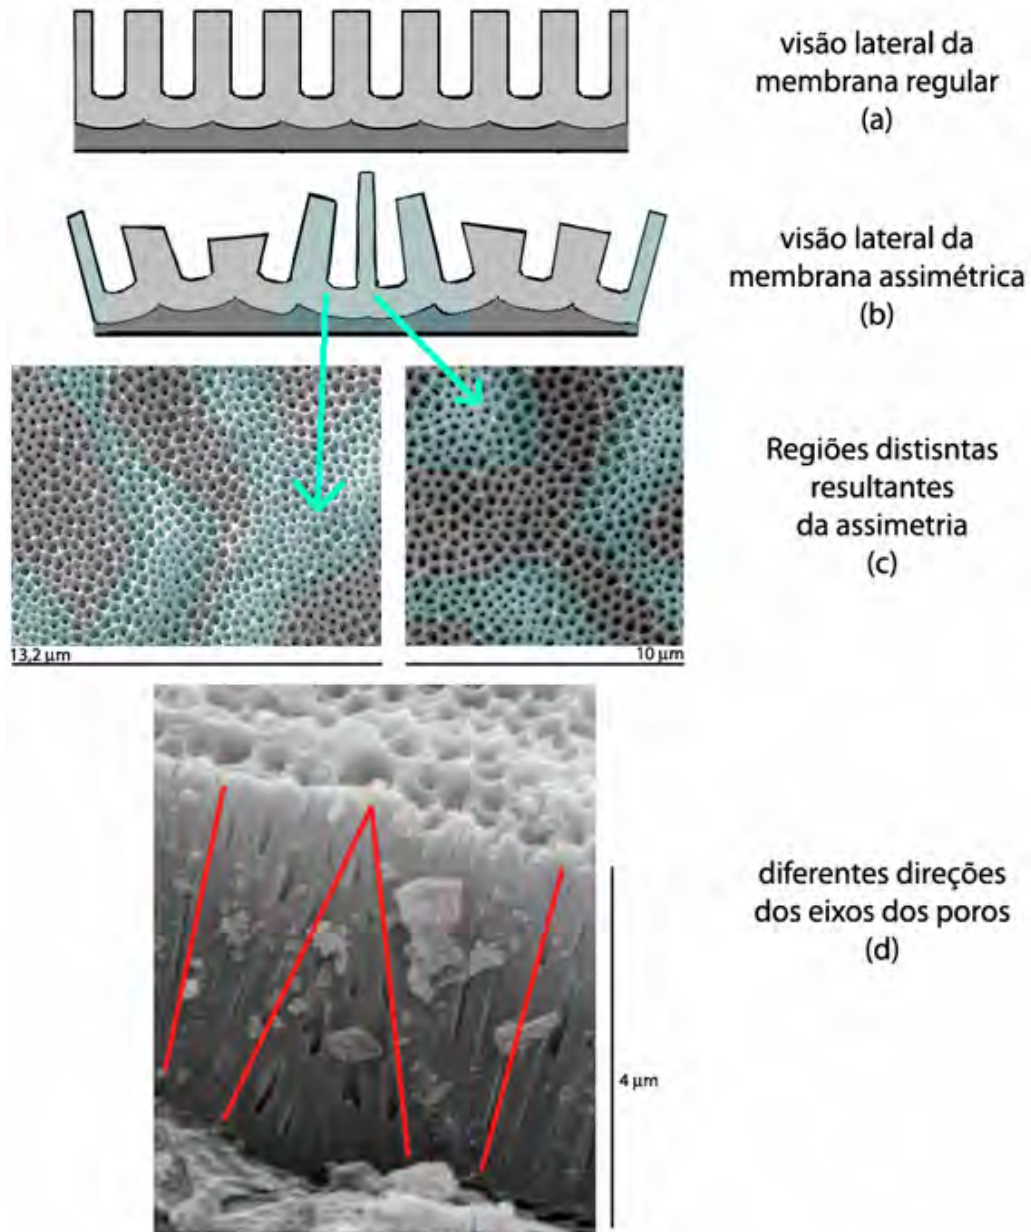 visão lateral da
membrana regular
(a)
visão lateral da
membrana assimétrica
(b)
Regiões distisntas
resultantes
da assimetria
(c)
13,2 µm
10 µm
diferentes direções
dos eixos dos poros
(d)
4 µm